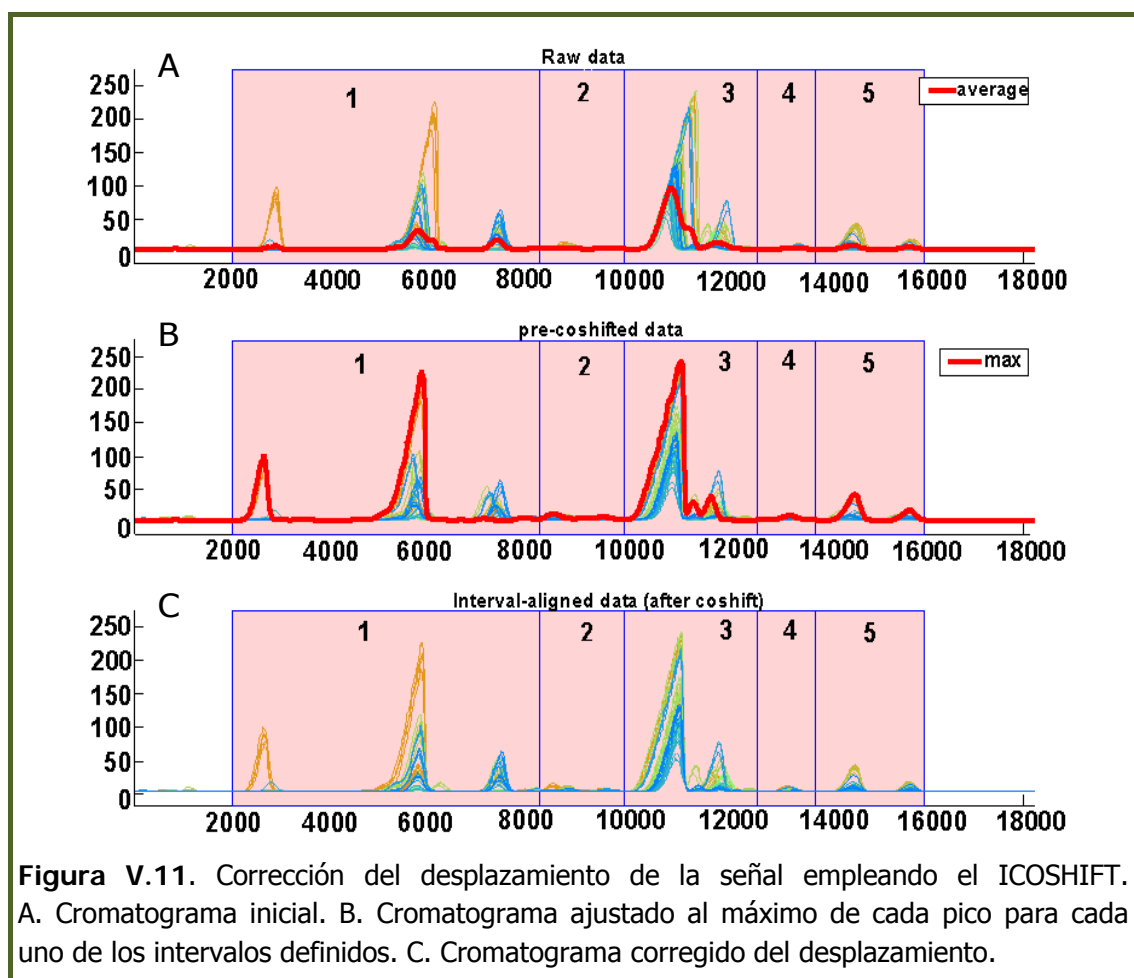 A
Raw data
250
200
150
100
50
0
1
2
3
4
5
average
2000 4000 6000 8000 10000 12000 14000 16000 18000
B
pre-coshifted data
250
200
150
100
50
0
1
2
3
4
5
max
2000 4000 6000 8000 10000 12000 14000 16000 18000
C
Interval-aligned data (after coshift)
250
200
150
100
50
0
1
2
3
4
5
2000 4000 6000 8000 10000 12000 14000 16000 18000
Figura V.11. Corrección del desplazamiento de la señal empleando el ICOSHIFT.
A. Cromatograma inicial. B. Cromatograma ajustado al máximo de cada pico para cada
uno de los intervalos definidos. C. Cromatograma corregido del desplazamiento.